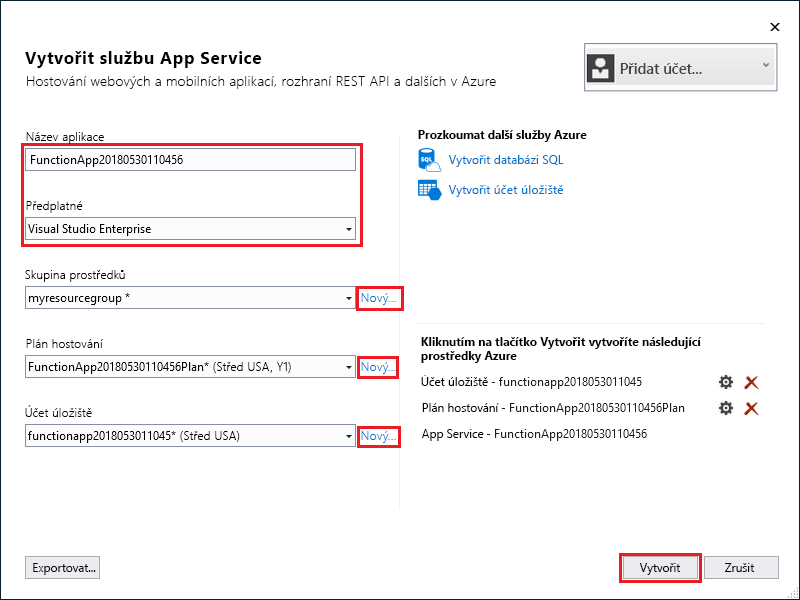 Vytvořit službu App Service
Hostování webových a mobilních aplikací, rozhraní REST API a dalších v Azure
Přidat účet...
Název aplikace
FunctionApp20180530110456
Předplatné
Visual Studio Enterprise
Skupina prostředků
myresourcegroup *
Nový...
Plán hostování
FunctionApp20180530110456Plan* (Střed USA, Y1)
Nový...
Účet úložiště
functionapp2018053011045* (Střed USA)
Nový...
Prozkoumat další služby Azure
SQL
Vytvořit databázi SQL
Vytvořit účet úložiště
Kliknutím na tlačítko Vytvořit vytvoříte následující
prostředky Azure
Účet úložiště - functionapp2018053011045
Plán hostování - FunctionApp20180530110456Plan
App Service - FunctionApp20180530110456
Exportovat...
Vytvořit
Zrušit